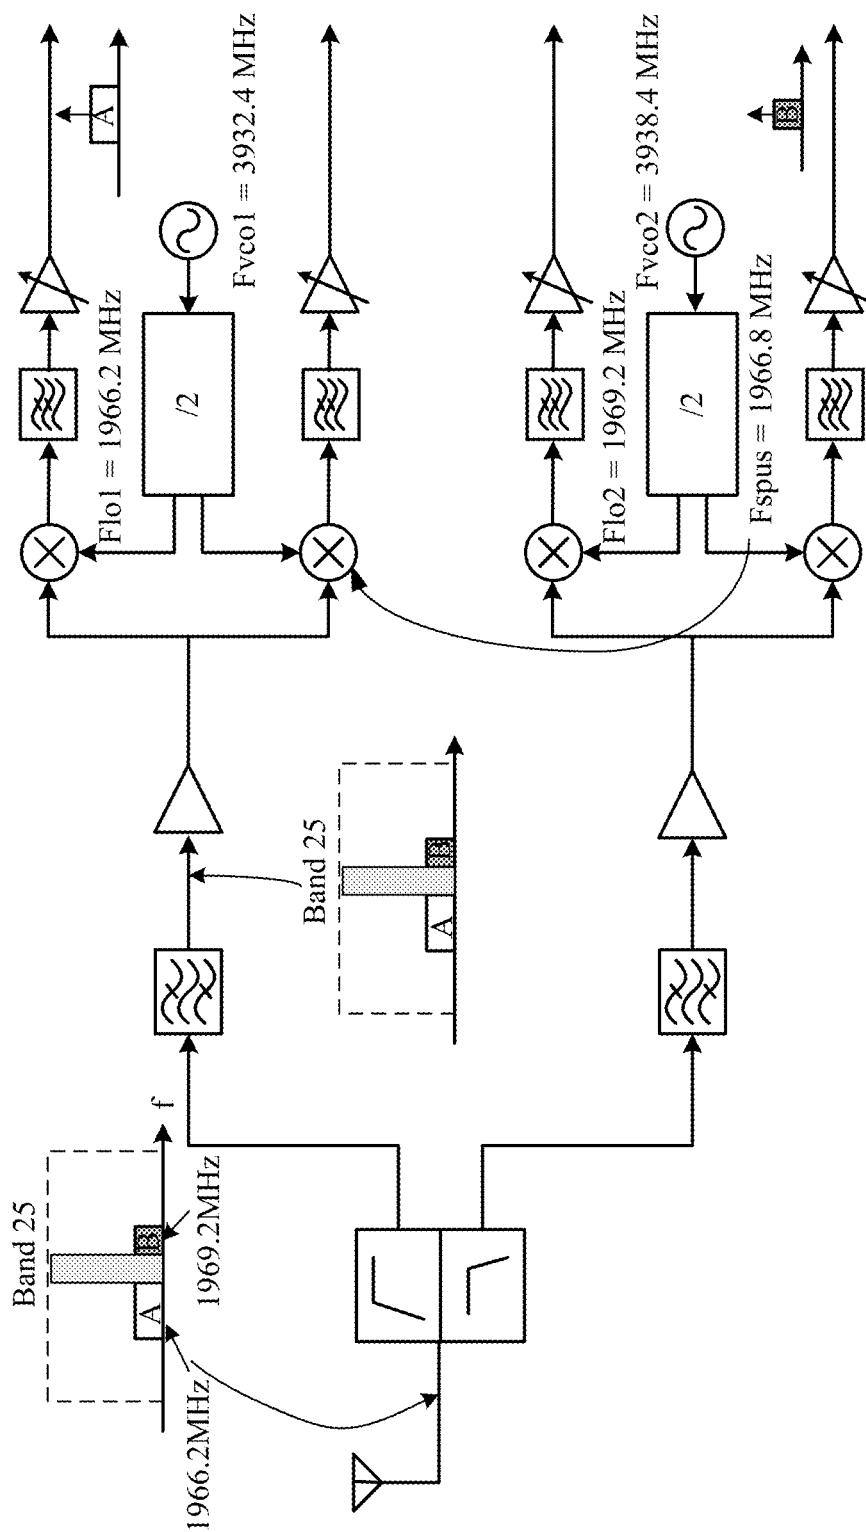 Band 25
A
B
f
1966.2MHz
1969.2MHz
Band 25
A
B
Flo1 = 1966.2 MHz
/2
Fvco1 = 3932.4 MHz
A
Flo2 = 1969.2 MHz
/2
Fvco2 = 3938.4 MHz
Fspus = 1966.8 MHz
B